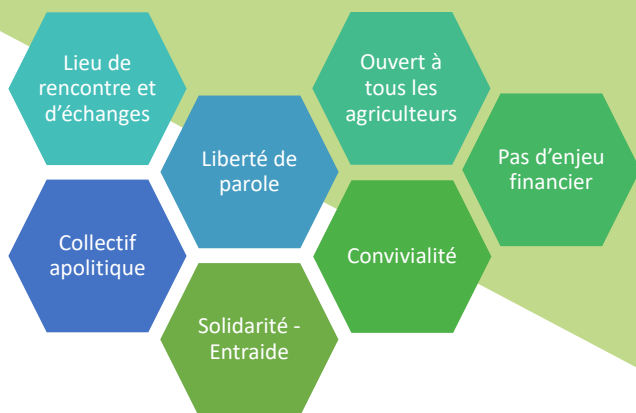 Lieu de
rencontre et
d'échanges
Ouvert à
tous les
agriculteurs
Liberté de
parole
Pas d'enjeu
financier
Collectif
apolitique
Convivialité
Solidarité -
Entraide